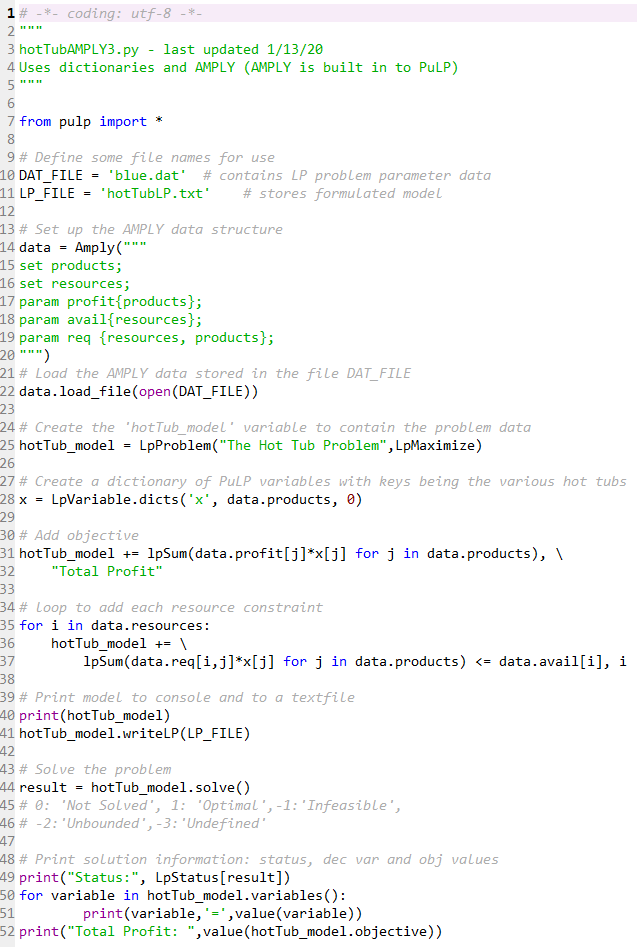 1 # -*- coding: utf-8 -*-
2 """
3 hotTubAMPLY3.py - last updated 1/13/20
4 Uses dictionaries and AMPLY (AMPLY is built in to PuLP)
5 """
6
7 from pulp import *
8
9 # Define some file names for use
10 DAT_FILE = 'blue.dat'  # contains LP problem parameter data
11 LP_FILE = 'hotTubLP.txt'    # stores formulated model
12
13 # Set up the AMPLY data structure
14 data = Amply("""
15 set products;
16 set resources;
17 param profit{products};
18 param avail{resources};
19 param req {resources, products};
20 """)
21 # Load the AMPLY data stored in the file DAT_FILE
22 data.load_file(open(DAT_FILE))
23
24 # Create the 'hotTub_model' variable to contain the problem data
25 hotTub_model = LpProblem("The Hot Tub Problem",LpMaximize)
26
27 # Create a dictionary of PuLP variables with keys being the various hot tubs
28 x = LpVariable.dicts('x', data.products, 0)
29
30 # Add objective
31 hotTub_model += lpSum(data.profit[j]*x[j] for j in data.products), \
32     "Total Profit"
33
34 # loop to add each resource constraint
35 for i in data.resources:
36     hotTub_model += \
37         lpSum(data.req[i,j]*x[j] for j in data.products) <= data.avail[i], i
38
39 # Print model to console and to a textfile
40 print(hotTub_model)
41 hotTub_model.writeLP(LP_FILE)
42
43 # Solve the problem
44 result = hotTub_model.solve()
45 # 0: 'Not Solved', 1: 'Optimal',-1:'Infeasible',
46 # -2:'Unbounded',-3:'Undefined'
47
48 # Print solution information: status, dec var and obj values
49 print("Status:", LpStatus[result])
50 for variable in hotTub_model.variables():
51         print(variable,'=',value(variable))
52 print("Total Profit: ",value(hotTub_model.objective))